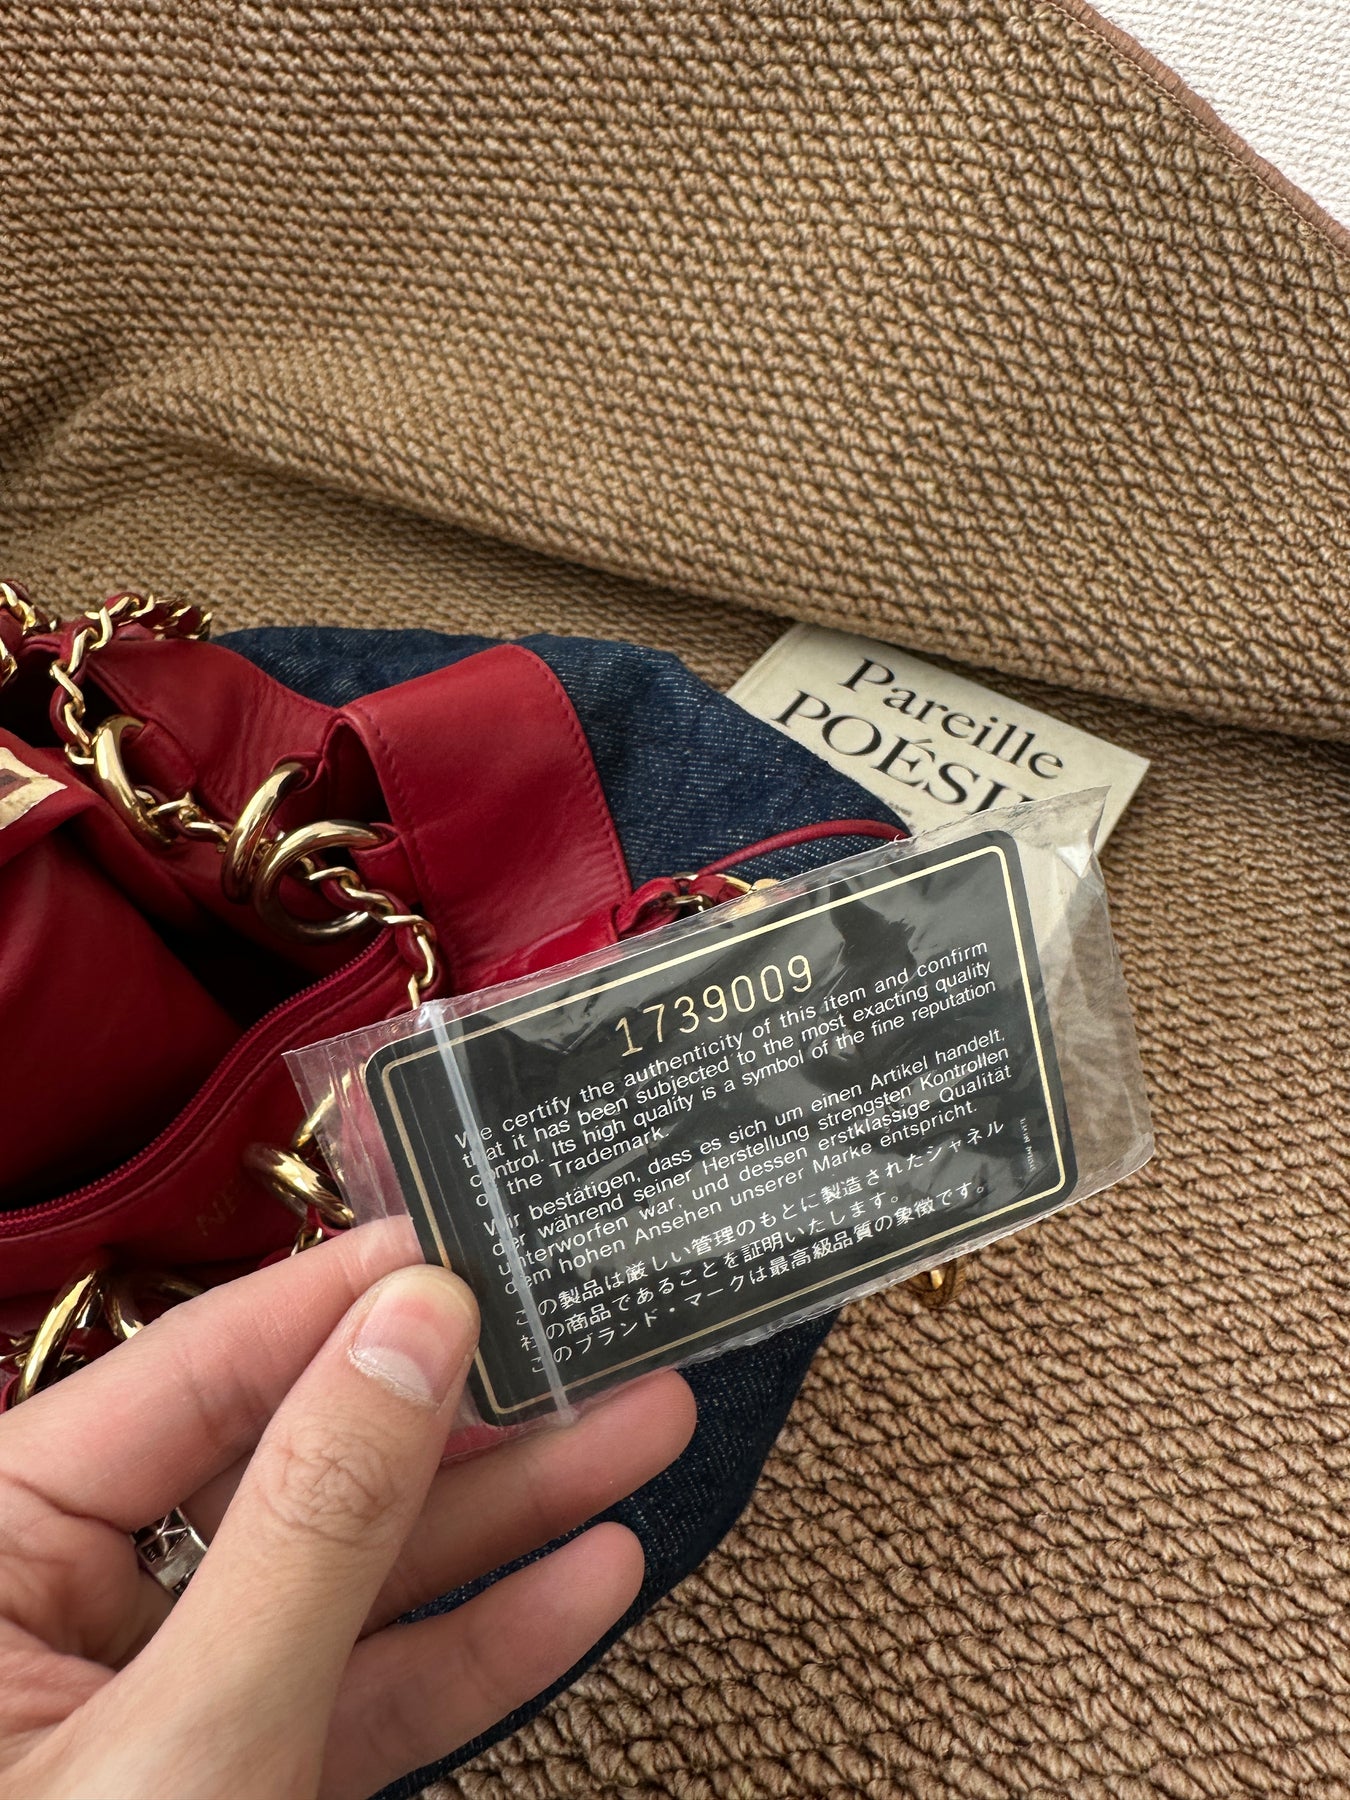 Pareille
POÉSI
1739009
We certify the authenticity of this item and confirm
that it has been subjected to the most exacting quality
control. Its high quality is a symbol of the fine reputation
of the Trademark.
Wir bestätigen, dass es sich um einen Artikel handelt,
der während seiner Herstellung strengsten Kontrollen
unterworfen war, und dessen erstklassige Qualität
dem hohen Ansehen unserer Marke entspricht.
この製品は厳しい管理のもとに製造されたシャネル
社の商品であることを証明いたします。
このブランド・マークは最高級品質の象徴です。